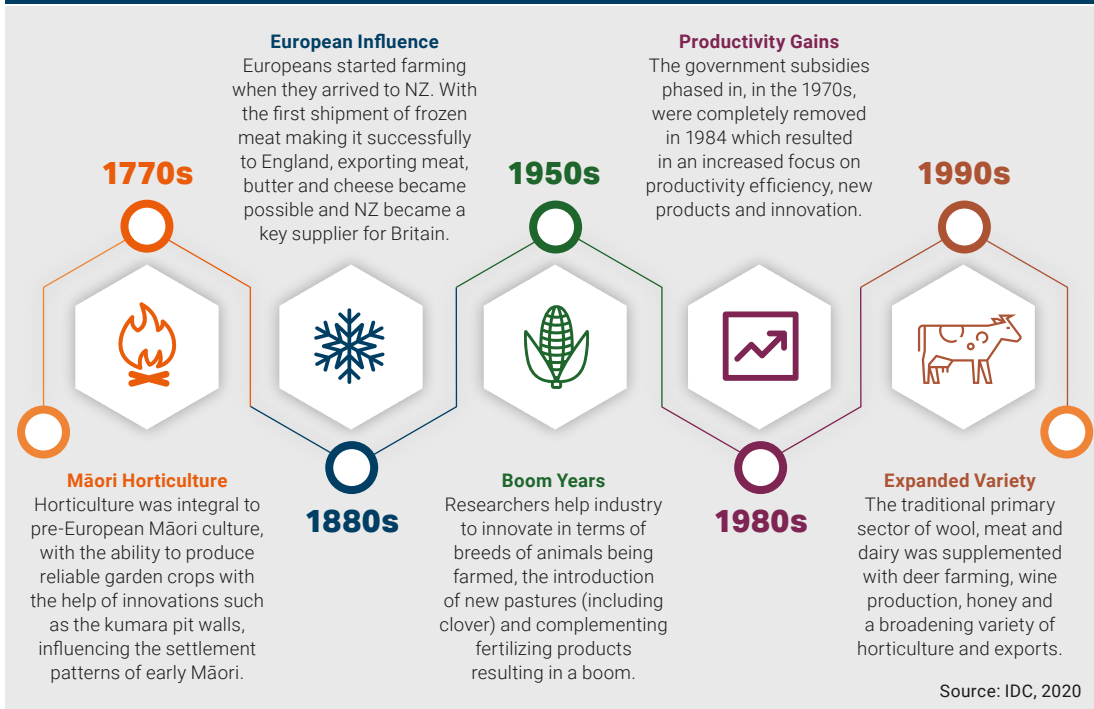 1770s
Māori Horticulture
Horticulture was integral to
pre-European Māori culture,
with the ability to produce
reliable garden crops with
the help of innovations such
as the kumara pit walls,
influencing the settlement
patterns of early Māori.
European Influence
Europeans started farming
when they arrived to NZ. With
the first shipment of frozen
meat making it successfully
to England, exporting meat,
butter and cheese became
possible and NZ became a
key supplier for Britain.
1880s
1950s
Boom Years
Researchers help industry
to innovate in terms of
breeds of animals being
farmed, the introduction
of new pastures (including
clover) and complementing
fertilizing products
resulting in a boom.
Productivity Gains
The government subsidies
phased in, in the 1970s,
were completely removed
in 1984 which resulted
in an increased focus on
productivity efficiency, new
products and innovation.
1980s
1990s
Expanded Variety
The traditional primary
sector of wool, meat and
dairy was supplemented
with deer farming, wine
production, honey and
a broadening variety of
horticulture and exports.
Source: IDC, 2020